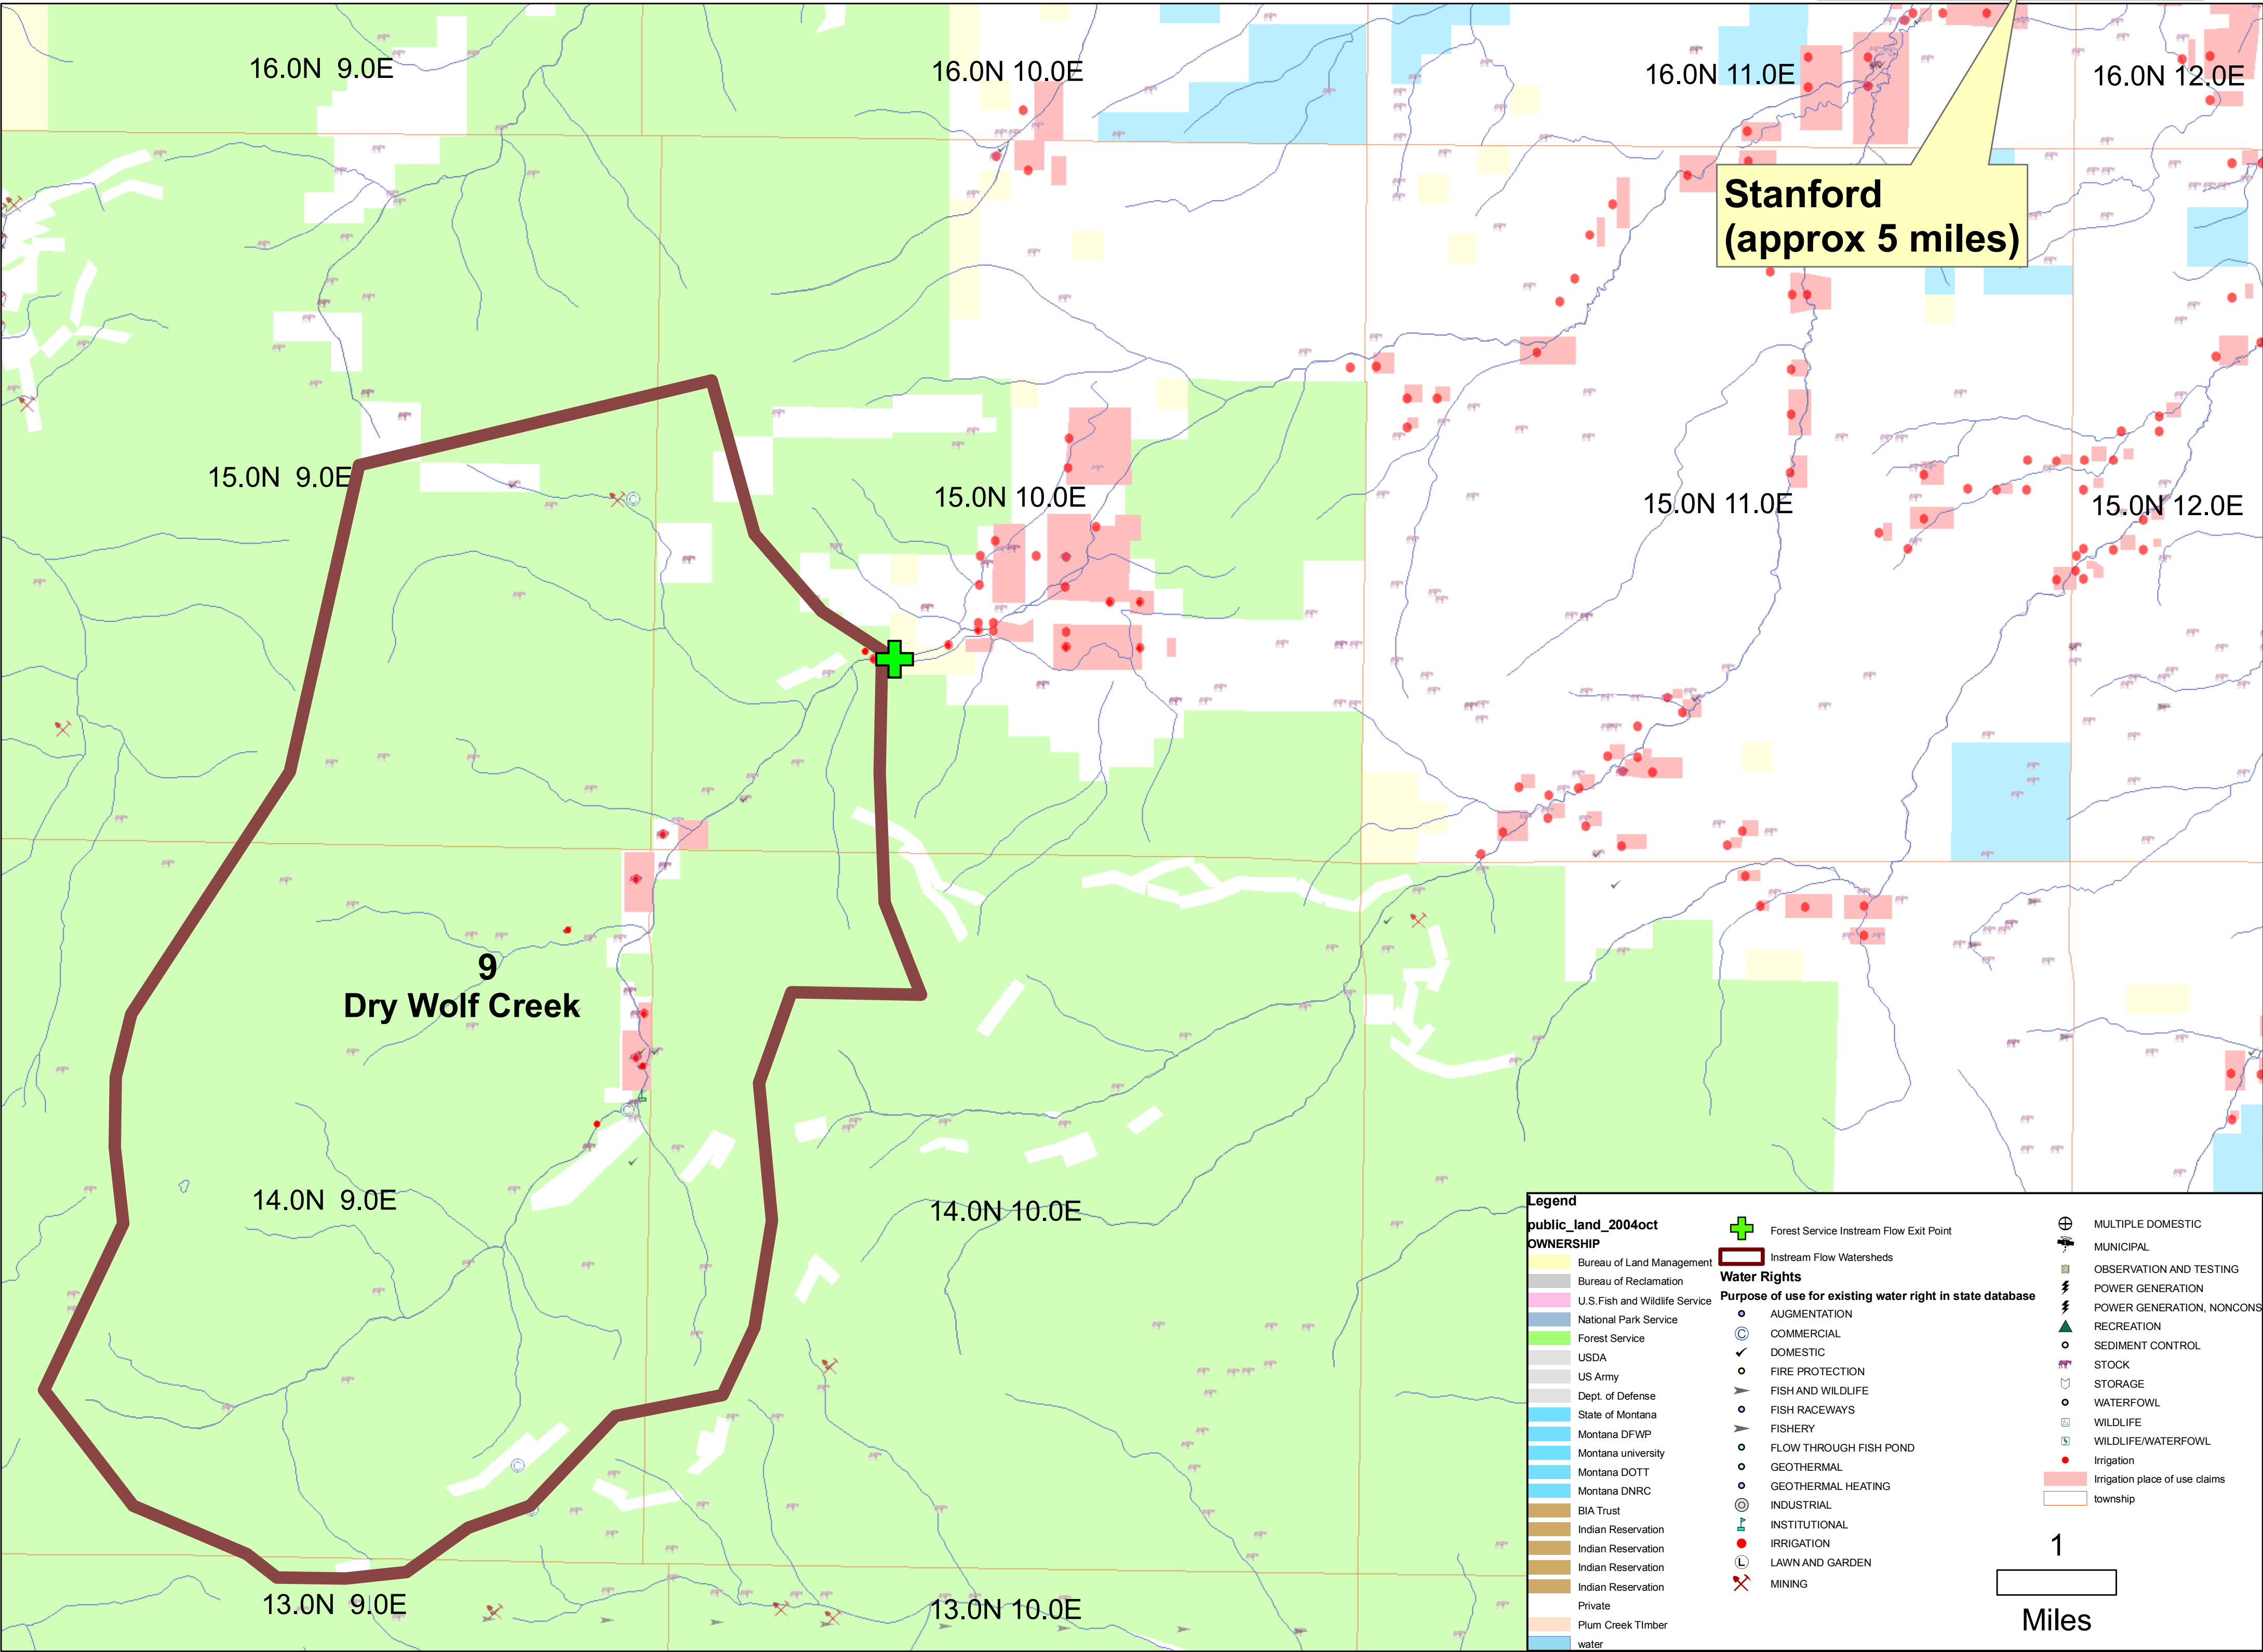 16.0N 9.0E
16.0N 10.0E
16.0N 11.0E
16.0N 12.0E
Stanford
(approx 5 miles)
15.0N 9.0E
15.0N 10.0E
15.0N 11.0E
15.0N 12.0E
9
Dry Wolf Creek
14.0N 9.0E
14.0N 10.0E
13.0N 9.0E
13.0N 10.0E
Legend
public_land_2004oct
OWNERSHIP
Bureau of Land Management
Bureau of Reclamation
U.S.Fish and Wildlife Service
National Park Service
Forest Service
USDA
US Army
Dept. of Defense
State of Montana
Montana DFWP
Montana university
Montana DOTT
Montana DNRC
BIA Trust
Indian Reservation
Indian Reservation
Indian Reservation
Indian Reservation
Private
Plum Creek TImber
water
Forest Service Instream Flow Exit Point
Instream Flow Watersheds
Water Rights
Purpose of use for existing water right in state database
AUGMENTATION
C COMMERCIAL
DOMESTIC
FIRE PROTECTION
FISH AND WILDLIFE
FISH RACEWAYS
FISHERY
FLOW THROUGH FISH POND
GEOTHERMAL
GEOTHERMAL HEATING
INDUSTRIAL
INSTITUTIONAL
IRRIGATION
L LAWN AND GARDEN
MINING
MULTIPLE DOMESTIC
MUNICIPAL
OBSERVATION AND TESTING
POWER GENERATION
POWER GENERATION, NONCONS
RECREATION
SEDIMENT CONTROL
STOCK
STORAGE
WATERFOWL
WILDLIFE
WILDLIFE/WATERFOWL
Irrigation
Irrigation place of use claims
township
1
Miles